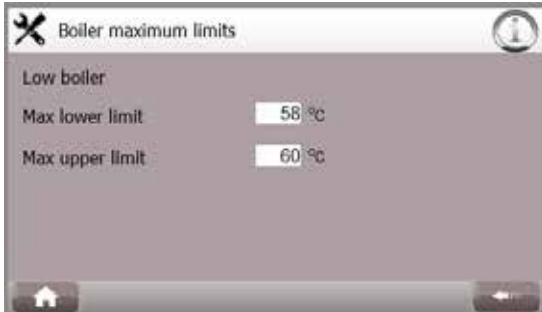 Boiler maximum limits
Low boiler
Max lower limit 58 °C
Max upper limit 60 °C